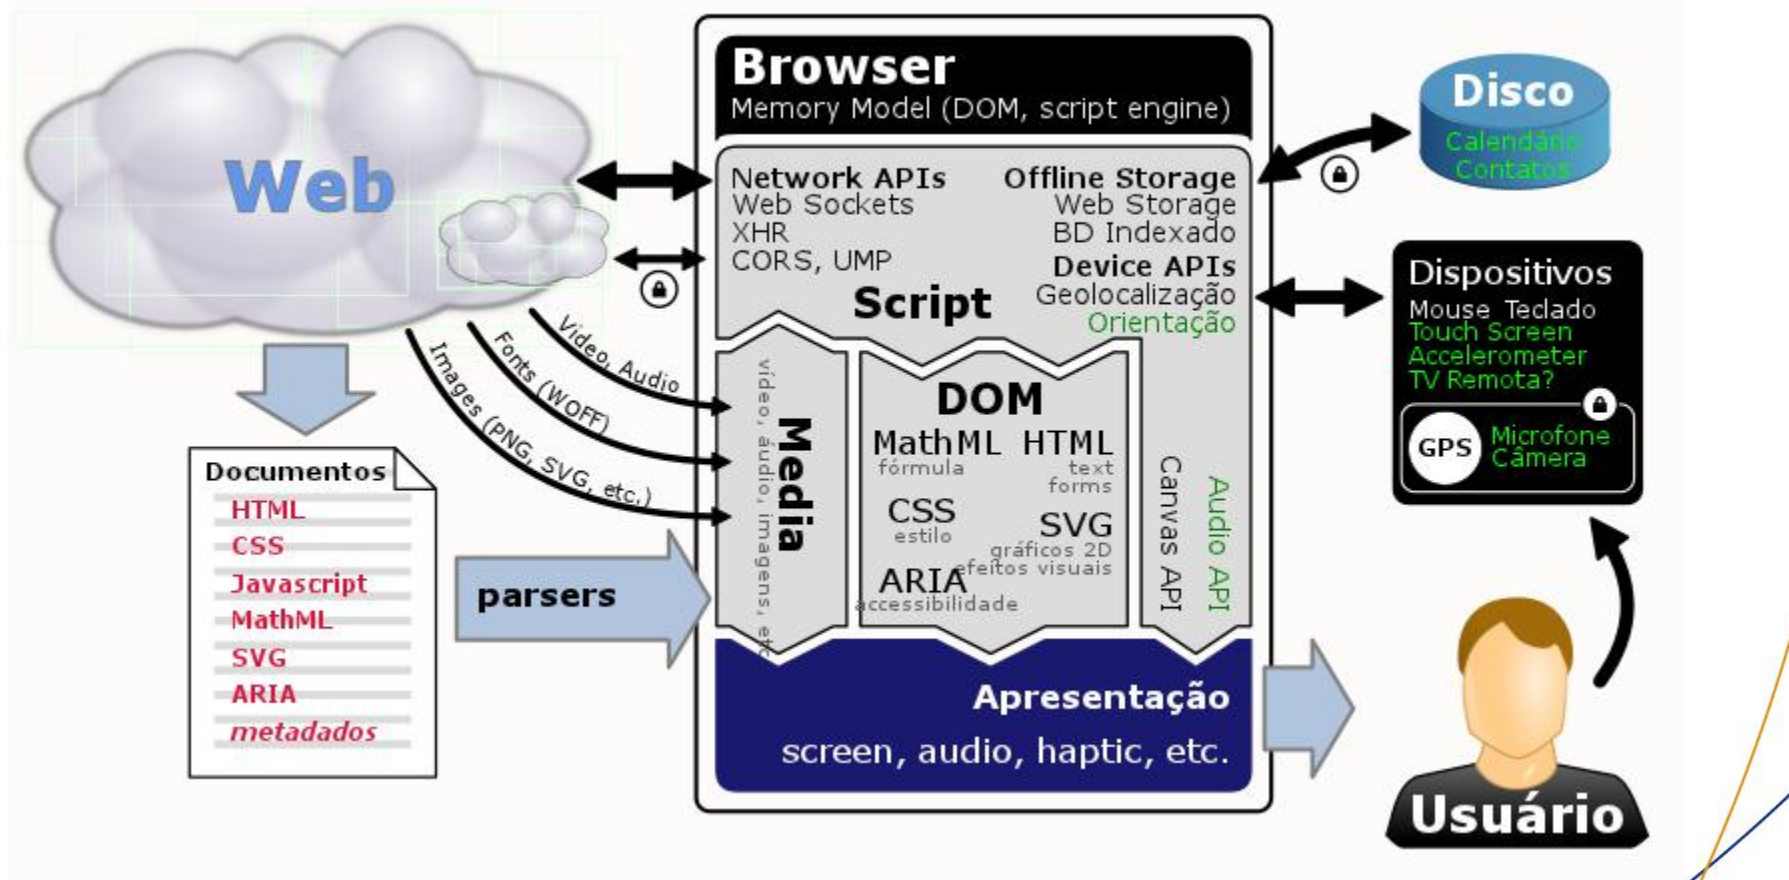 Web
Video, Audio
Fonts (WOFF)
Images (PNG, SVG, etc.)
Documentos
HTML
CSS
Javascript
MathML
SVG
ARIA
metadados
parsers
Browser
Memory Model (DOM, script engine)
Network APIs
Web Sockets
XHR
CORS, UMP
Offline Storage
Web Storage
BD Indexado
Device APIs
Geolocalização
Orientação
Script
Media
vídeo, áudio, imagens, etc
DOM
MathML
fórmula
HTML
text
forms
CSS
estilo
SVG
gráficos 2D
efeitos visuais
ARIA
accessibilidade
Canvas API
Audio API
Apresentação
screen, audio, haptic, etc.
Disco
Calendário
Contatos
Dispositivos
Mouse Teclado
Touch Screen
Accelerometer
TV Remota?
GPS
Microfone
Câmera
Usuário